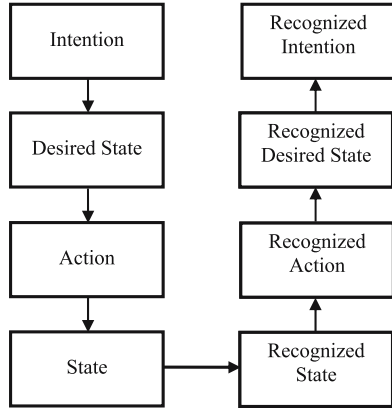 Intention
Desired State
Action
State
Recognized
Intention
Recognized
Desired State
Recognized
Action
Recognized
State